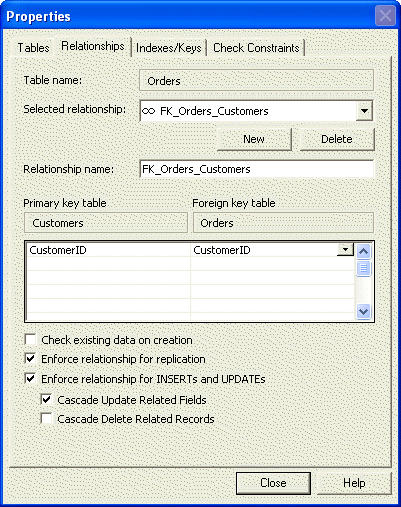 Properties
Tables Relationships Indexes/Keys Check Constraints
Table name: Orders
Selected relationship: FK_Orders_Customers
New Delete
Relationship name: FK_Orders_Customers
Primary key table Foreign key table
Customers Orders
CustomerID CustomerID
Check existing data on creation
Enforce relationship for replication
Enforce relationship for INSERTs and UPDATEs
Cascade Update Related Fields
Cascade Delete Related Records
Close Help